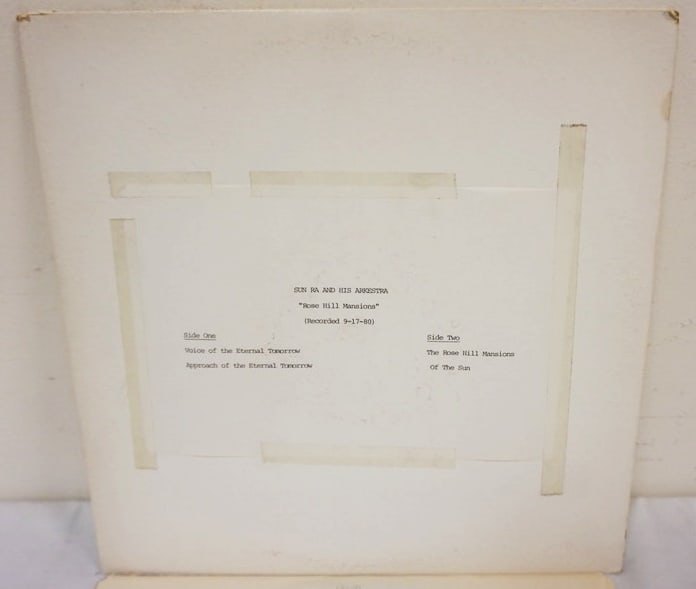 SUN RA AND HIS ARKESTRA
"Rose Hill Mansions"
(Recorded 9-17-80)
Side One
Voice of the Eternal Tomorrow
Approach of the Eternal Tomorrow
Side Two
The Rose Hill Mansions
Of The Sun